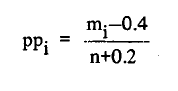 pp_i = (m_i−0.4)/(n+0.2)